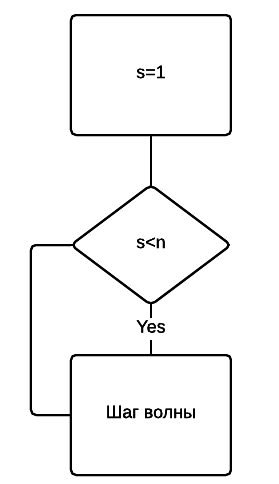 s=1
s<n
Yes
Шаг волны